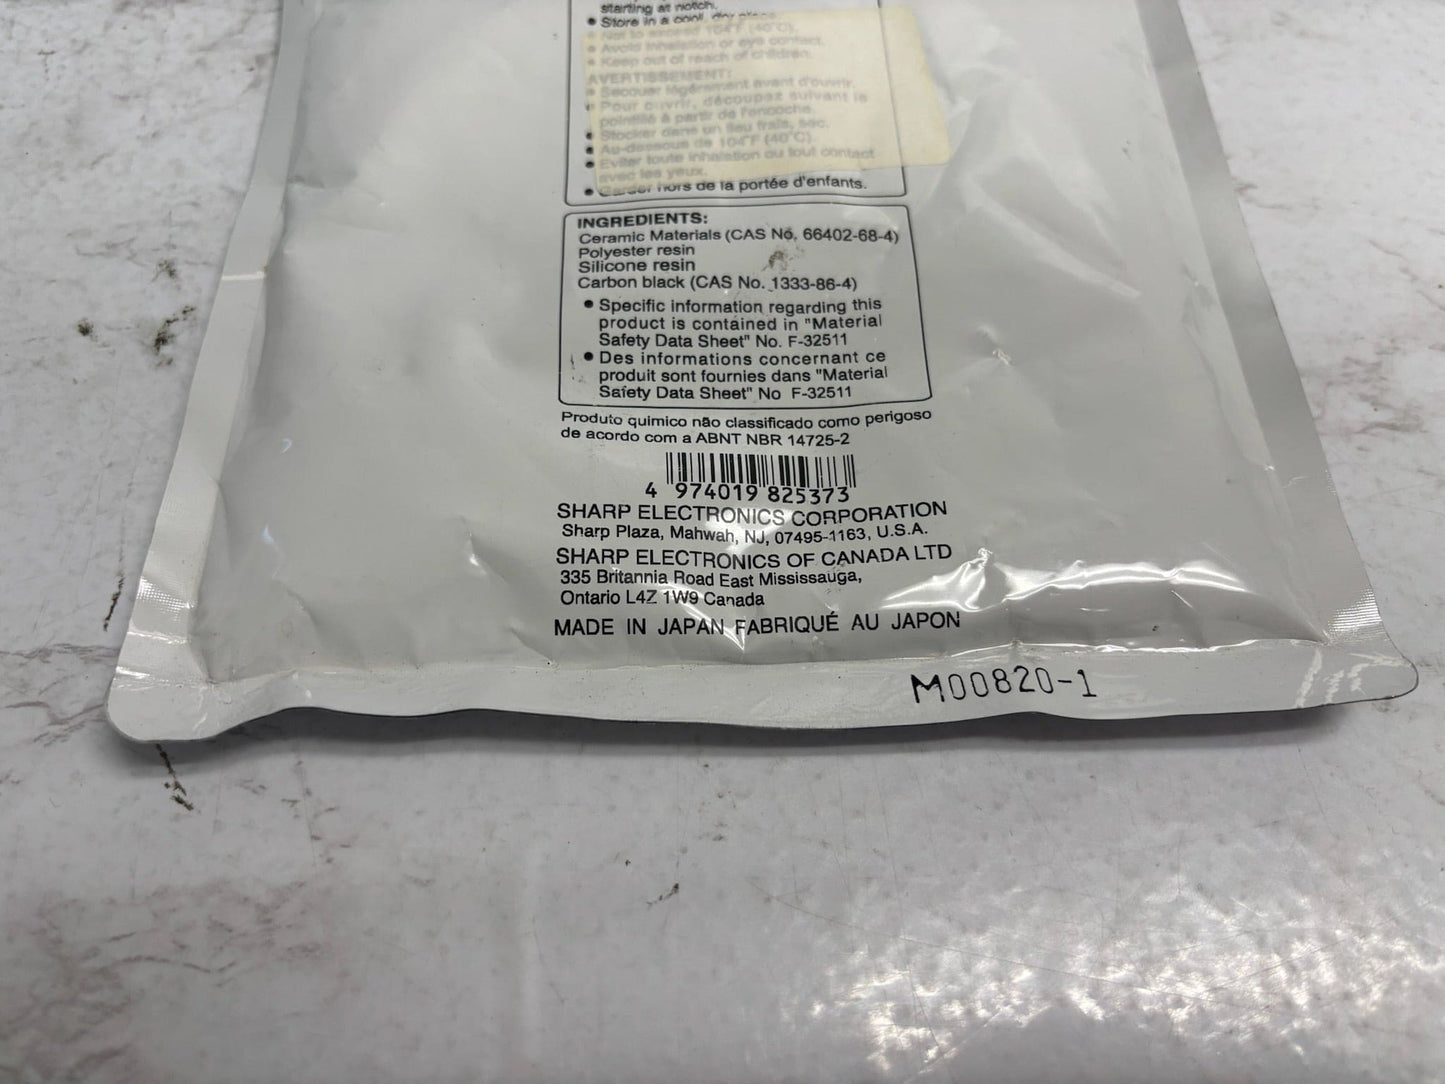 starting at notch.
• Store in a cool, dry place.
• Not to exceed 104°F (40°C).
• Avoid inhalation or eye contact.
• Keep out of reach of children.
AVERTISSEMENT:
• Secouer légèrement avant d'ouvrir.
• Pour ouvrir, découpez suivant le
pointillé à partir de l'encoche.
• Stocker dans un lieu frais, sec.
• Au-dessous de 104°F (40°C).
• Eviter toute inhalation ou tout contact
avec les yeux.
• Garder hors de la portée d'enfants.
INGREDIENTS:
Ceramic Materials (CAS No. 66402-68-4)
Polyester resin
Silicone resin
Carbon black (CAS No. 1333-86-4)
• Specific information regarding this
product is contained in "Material
Safety Data Sheet" No. F-32511
• Des informations concernant ce
produit sont fournies dans "Material
Safety Data Sheet" No F-32511
Produto quimico não classificado como perigoso
de acordo com a ABNT NBR 14725-2
4 974019 825373
SHARP ELECTRONICS CORPORATION
Sharp Plaza, Mahwah, NJ, 07495-1163, U.S.A.
SHARP ELECTRONICS OF CANADA LTD
335 Britannia Road East Mississauga,
Ontario L4Z 1W9 Canada
MADE IN JAPAN FABRIQUÉ AU JAPON
M00820-1